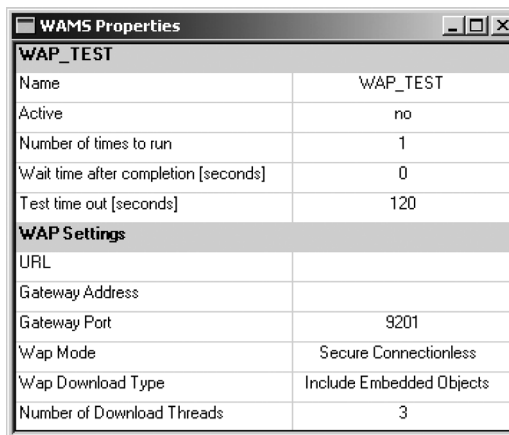 WAMS Properties
WAP_TEST
Name WAP_TEST
Active no
Number of times to run 1
Wait time after completion [seconds] 0
Test time out [seconds] 120
WAP Settings
URL
Gateway Address
Gateway Port 9201
Wap Mode Secure Connectionless
Wap Download Type Include Embedded Objects
Number of Download Threads 3